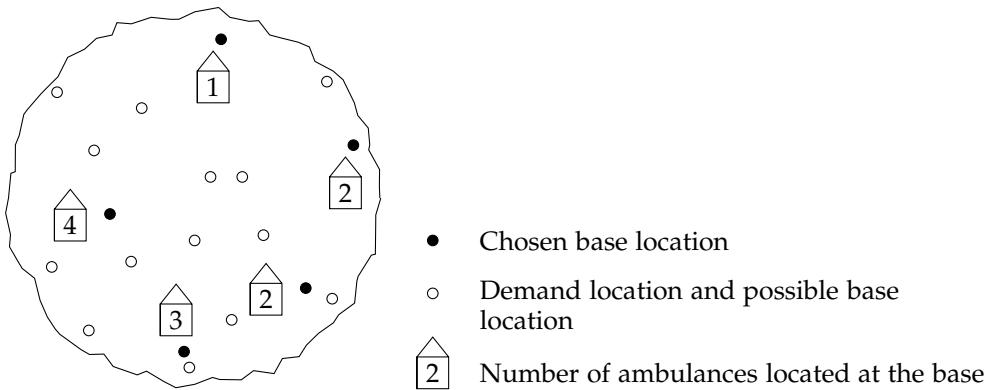 1
2
4
2
3
Chosen base location
Demand location and possible base
location
2 Number of ambulances located at the base